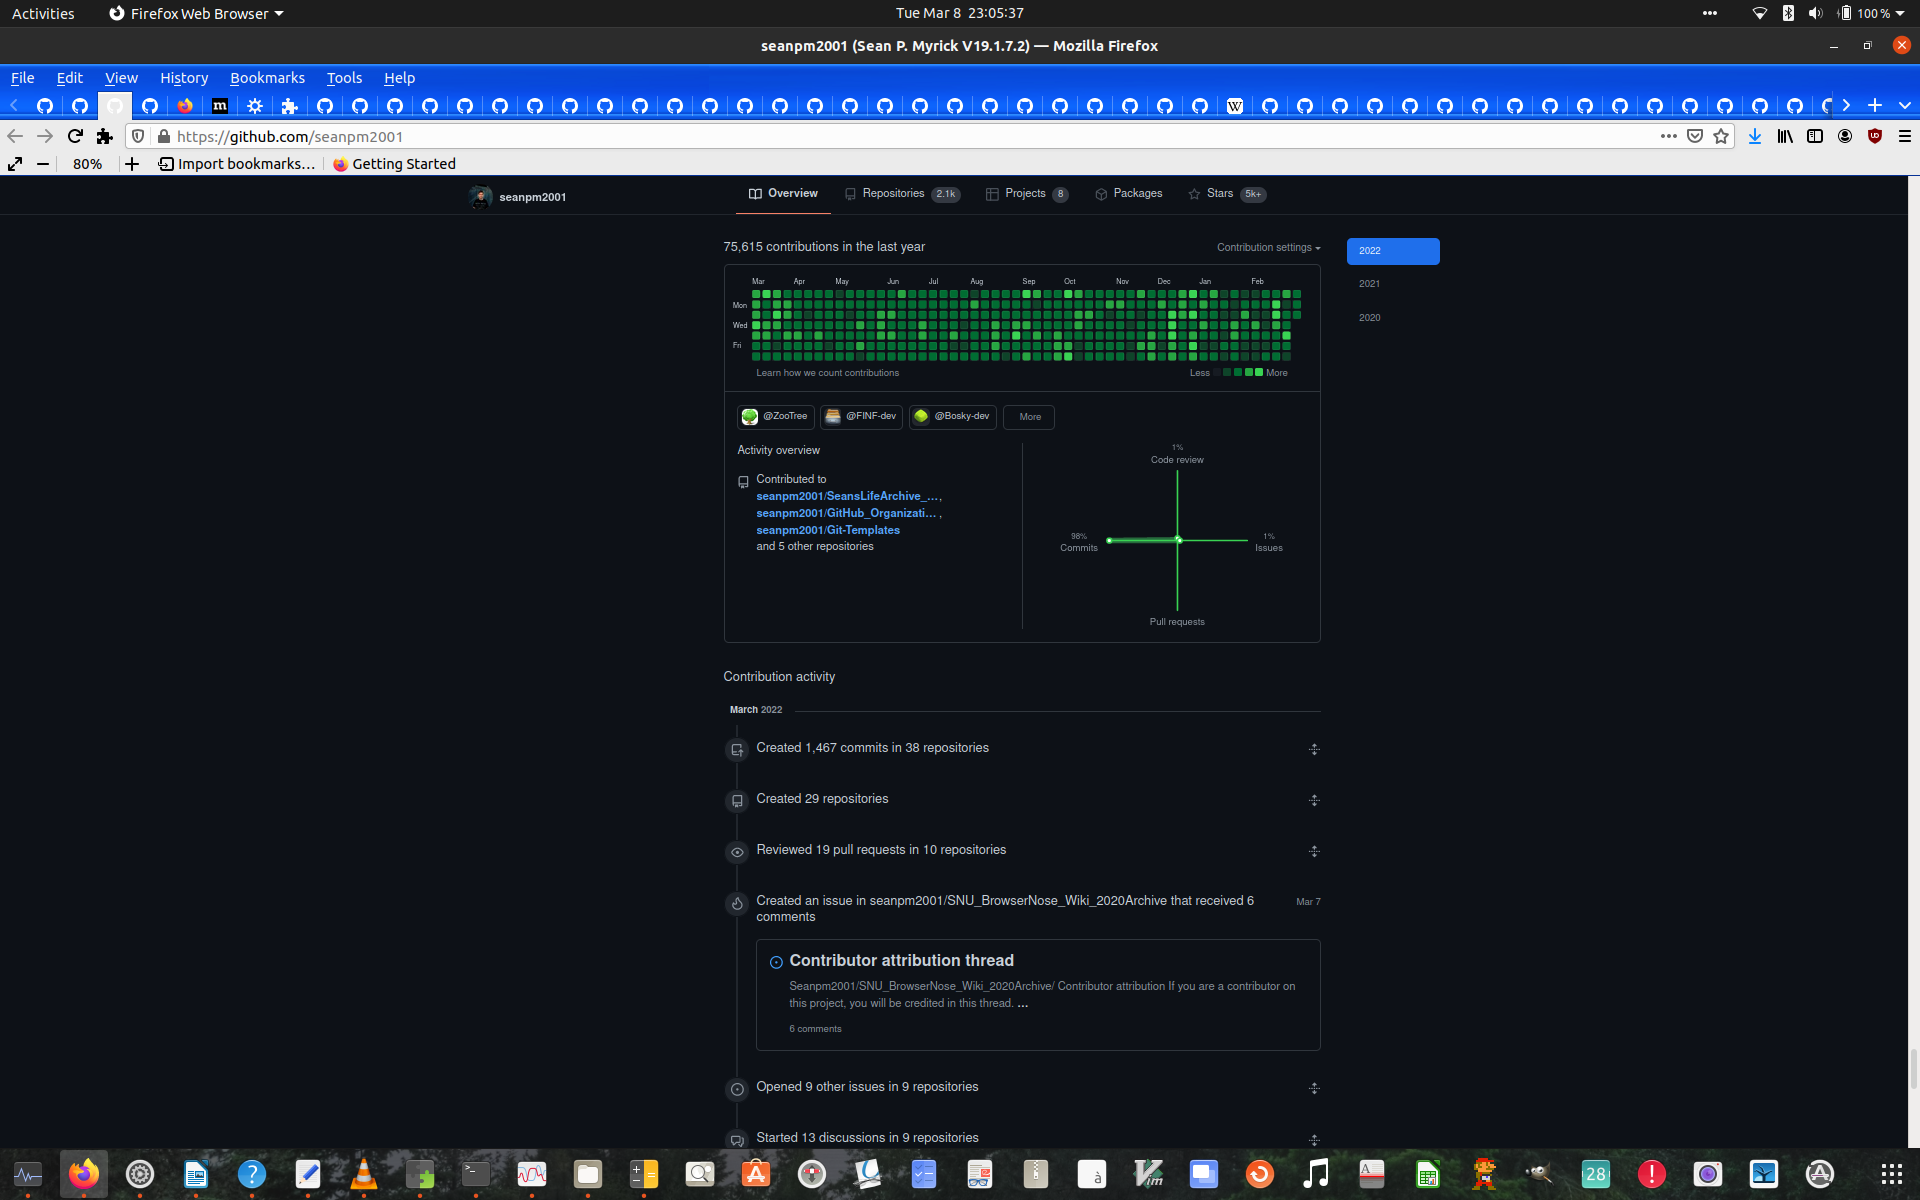 Activities
Firefox Web Browser
Tue Mar 8 23:05:37
100 %
seanpm2001 (Sean P. Myrick V19.1.7.2) — Mozilla Firefox
File Edit View History Bookmarks Tools Help
m
W
https://github.com/seanpm2001
80%
Import bookmarks...
Getting Started
seanpm2001
Overview
Repositories 2.1k
Projects 8
Packages
Stars 5k+
75,615 contributions in the last year
Contribution settings
2022
2021
2020
Mar Apr May Jun Jul Aug Sep Oct Nov Dec Jan Feb
Mon
Wed
Fri
Learn how we count contributions
Less More
@ZooTree
@FINF-dev
@Bosky-dev
More
Activity overview
Contributed to
seanpm2001/SeansLifeArchive_...,
seanpm2001/GitHub_Organizati... ,
seanpm2001/Git-Templates
and 5 other repositories
1%
Code review
98%
Commits
1%
Issues
Pull requests
Contribution activity
March 2022
Created 1,467 commits in 38 repositories
Created 29 repositories
Reviewed 19 pull requests in 10 repositories
Created an issue in seanpm2001/SNU_BrowserNose_Wiki_2020Archive that received 6
comments
Mar 7
Contributor attribution thread
Seanpm2001/SNU_BrowserNose_Wiki_2020Archive/ Contributor attribution If you are a contributor on
this project, you will be credited in this thread. ...
6 comments
Opened 9 other issues in 9 repositories
Started 13 discussions in 9 repositories
28